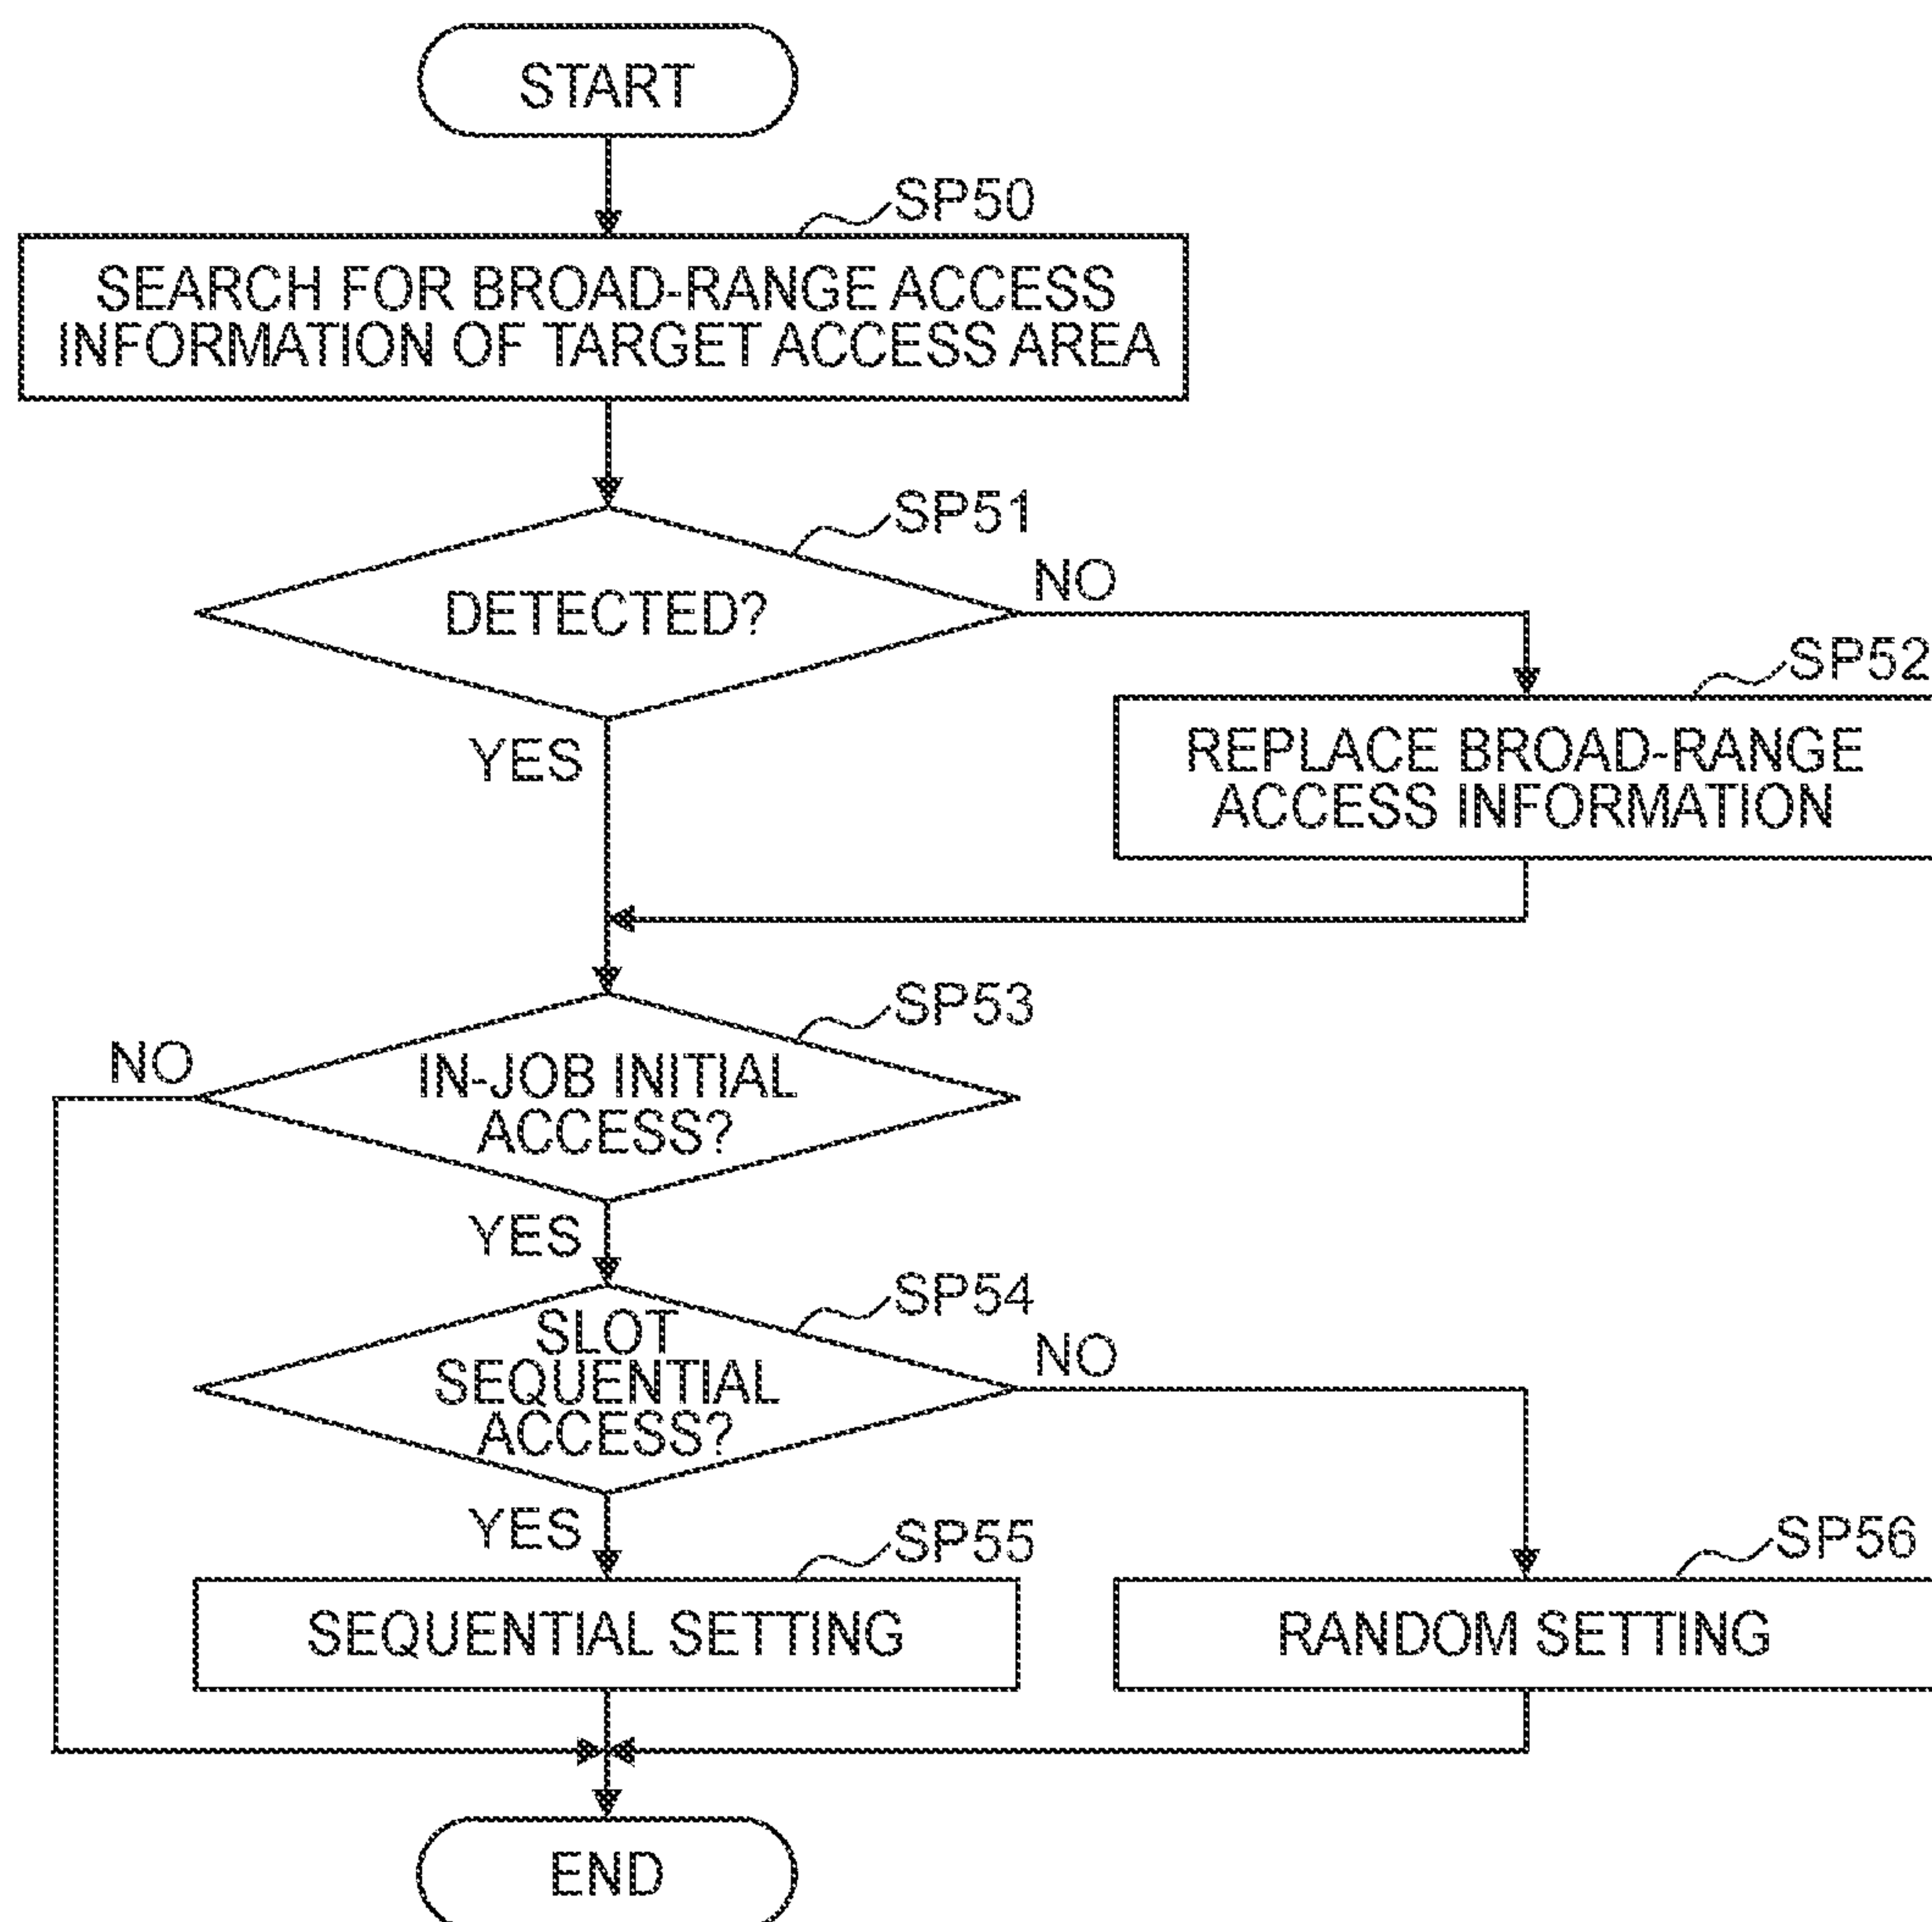 START
SP50
SEARCH FOR BROAD-RANGE ACCESS
INFORMATION OF TARGET ACCESS AREA
SP51
DETECTED?
NO
YES
SP52
REPLACE BROAD-RANGE
ACCESS INFORMATION
SP53
NO
IN-JOB INITIAL
ACCESS?
YES
SP54
SLOT
SEQUENTIAL
ACCESS?
NO
YES
SP55
SEQUENTIAL SETTING
SP56
RANDOM SETTING
END